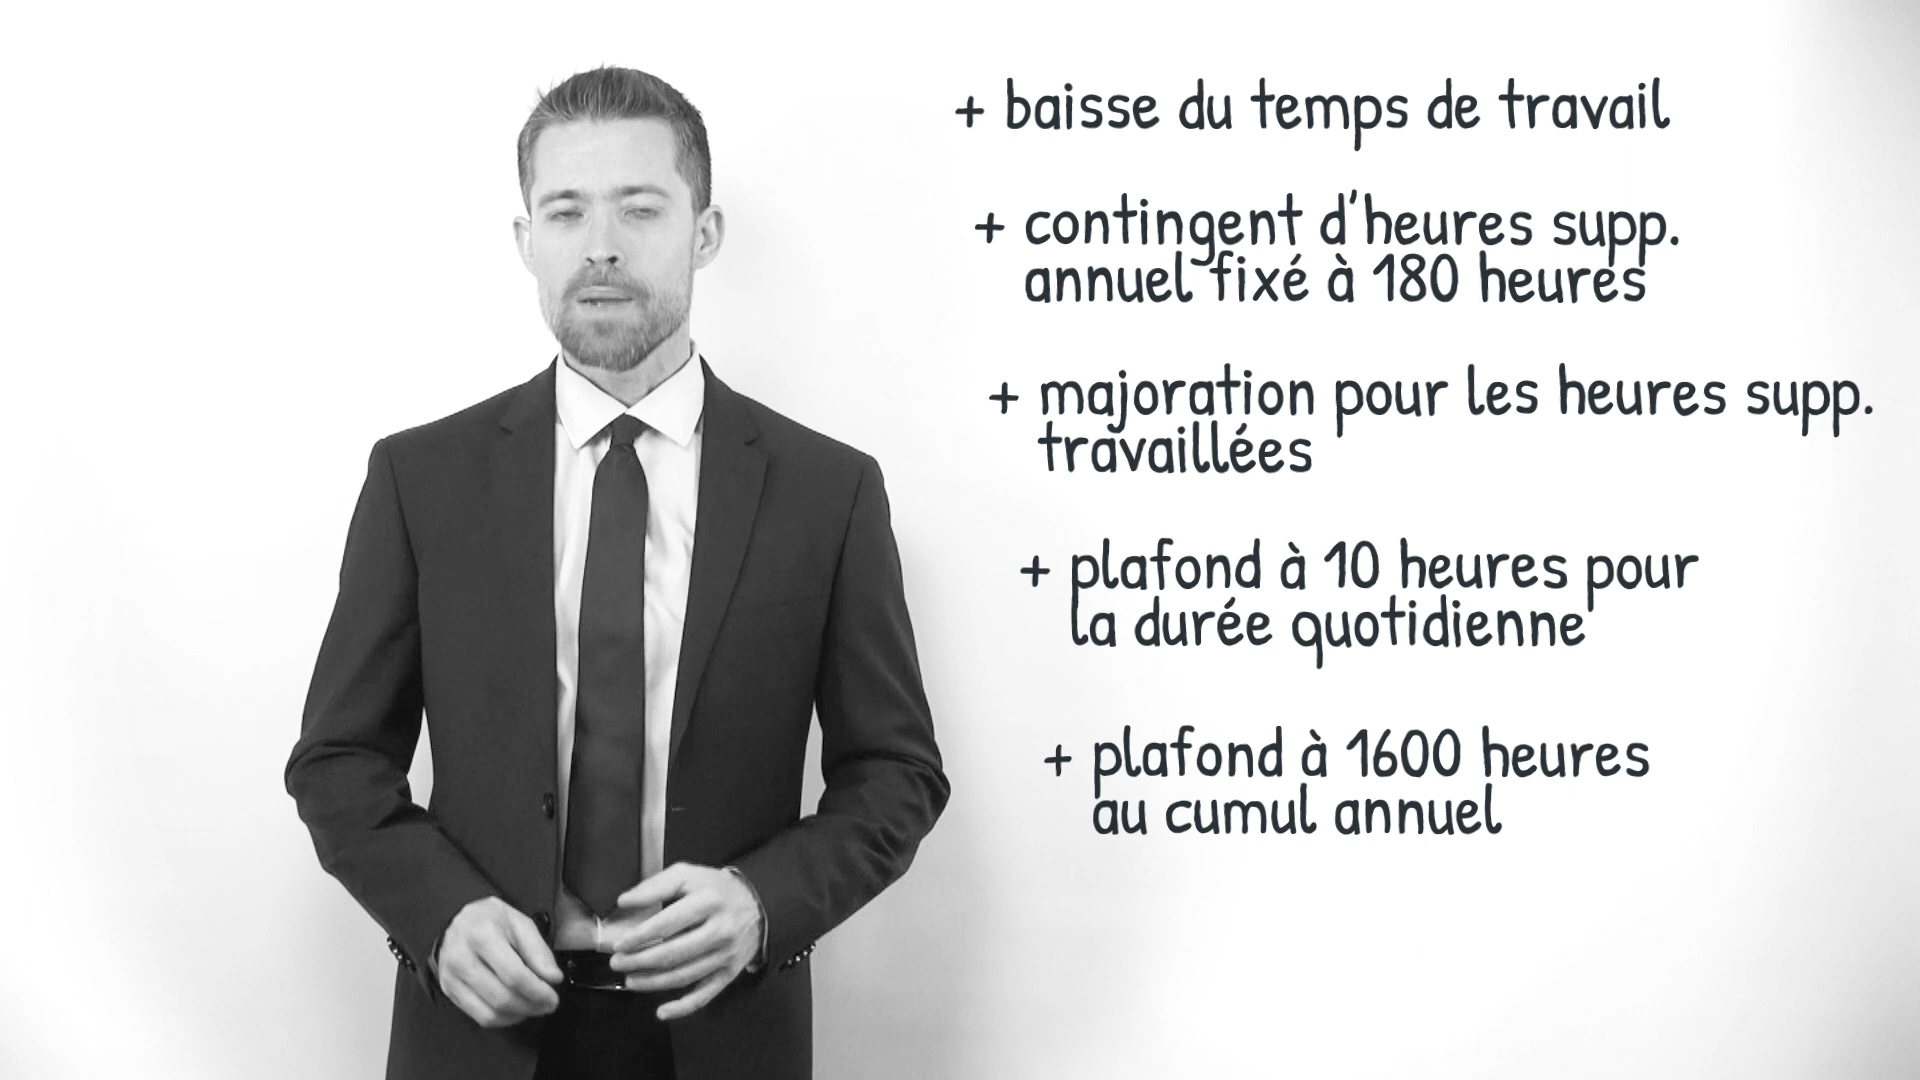 + baisse du temps de travail
+ contingent d'heures supp.
annuel fixé à 180 heures
+ majoration pour les heures supp.
travaillées
+ plafond à 10 heures pour
la durée quotidienne
+ plafond à 1600 heures
au cumul annuel